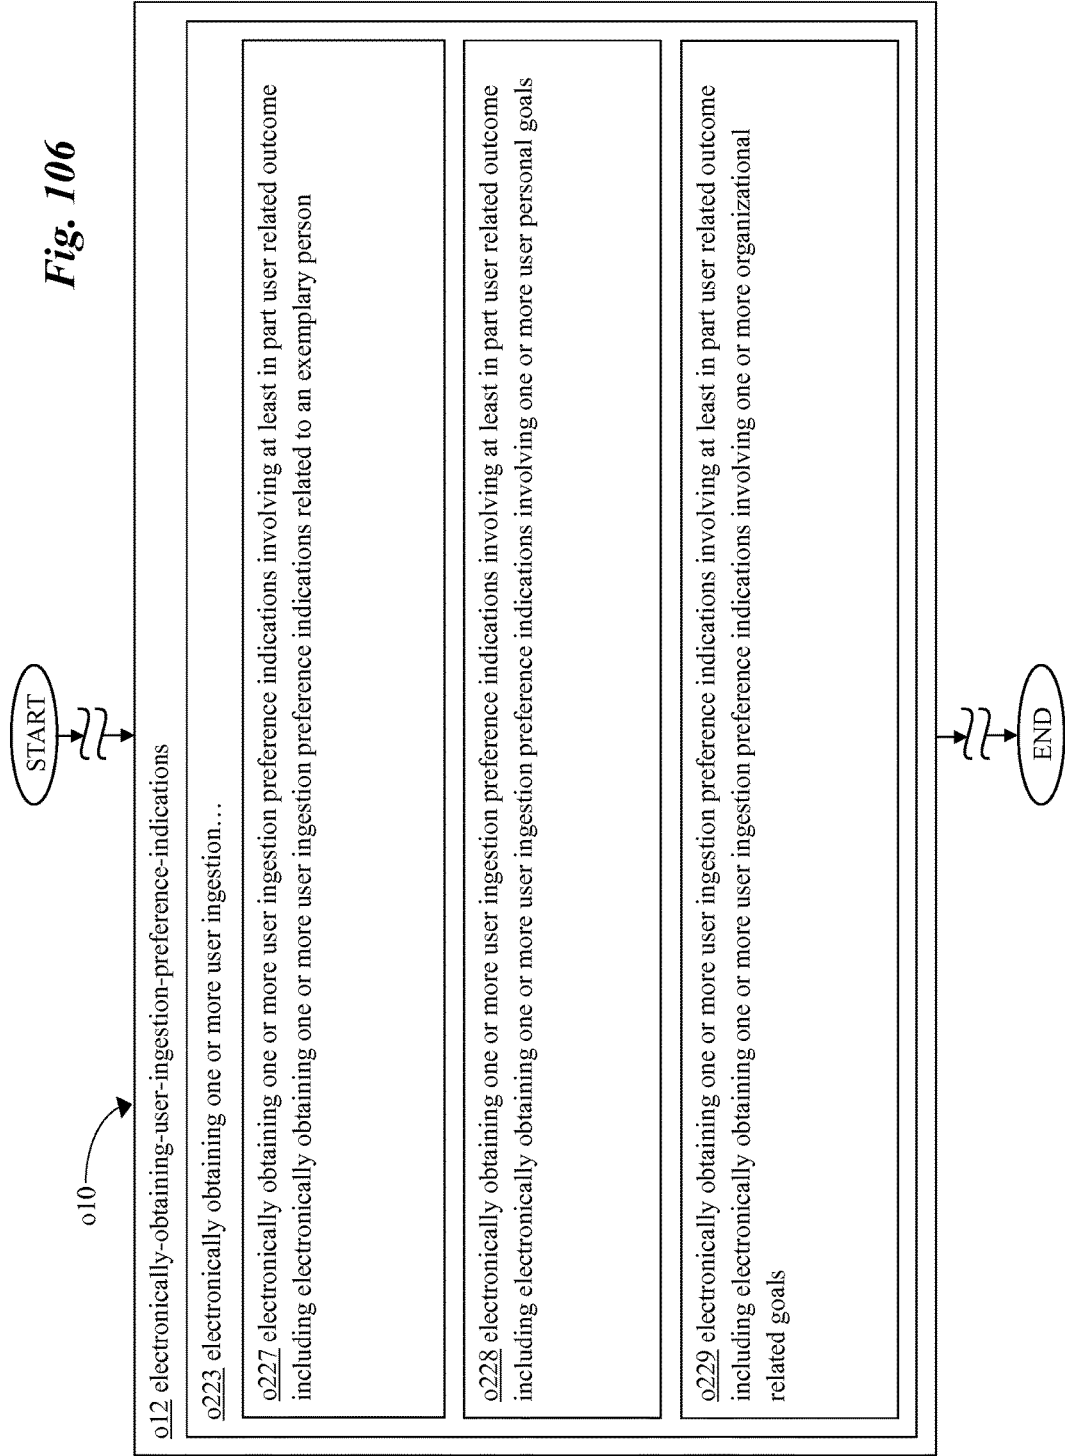 Fig. 106
START
o10
o12 electronically-obtaining-user-ingestion-preference-indications
o223 electronically obtaining one or more user ingestion…
o227 electronically obtaining one or more user ingestion preference indications involving at least in part user related outcome
including electronically obtaining one or more user ingestion preference indications related to an exemplary person
o228 electronically obtaining one or more user ingestion preference indications involving at least in part user related outcome
including electronically obtaining one or more user ingestion preference indications involving one or more user personal goals
o229 electronically obtaining one or more user ingestion preference indications involving at least in part user related outcome
including electronically obtaining one or more user ingestion preference indications involving one or more organizational
related goals
END